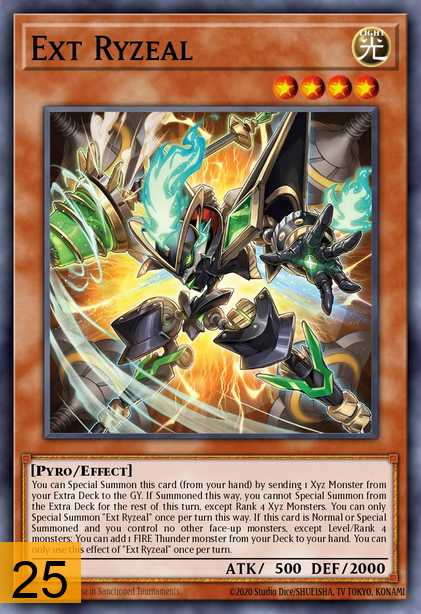 Ext Ryzeal
LIGHT
光
[Pyro/Effect]
You can Special Summon this card (from your hand) by sending 1 Xyz Monster from
your Extra Deck to the GY. If Summoned this way, you cannot Special Summon from
the Extra Deck for the rest of this turn, except Rank 4 Xyz Monsters. You can only
Special Summon "Ext Ryzeal" once per turn this way. If this card is Normal or Special
Summoned and you control no other face-up monsters, except Level/Rank 4
monsters: You can add 1 FIRE Thunder monster from your Deck to your hand. You can
only use this effect of "Ext Ryzeal" once per turn.
ATK/ 500 DEF/2000
25
Use in Sanctioned Tournaments
©2020 Studio Dice/SHUEISHA, TV TOKYO, KONAMI